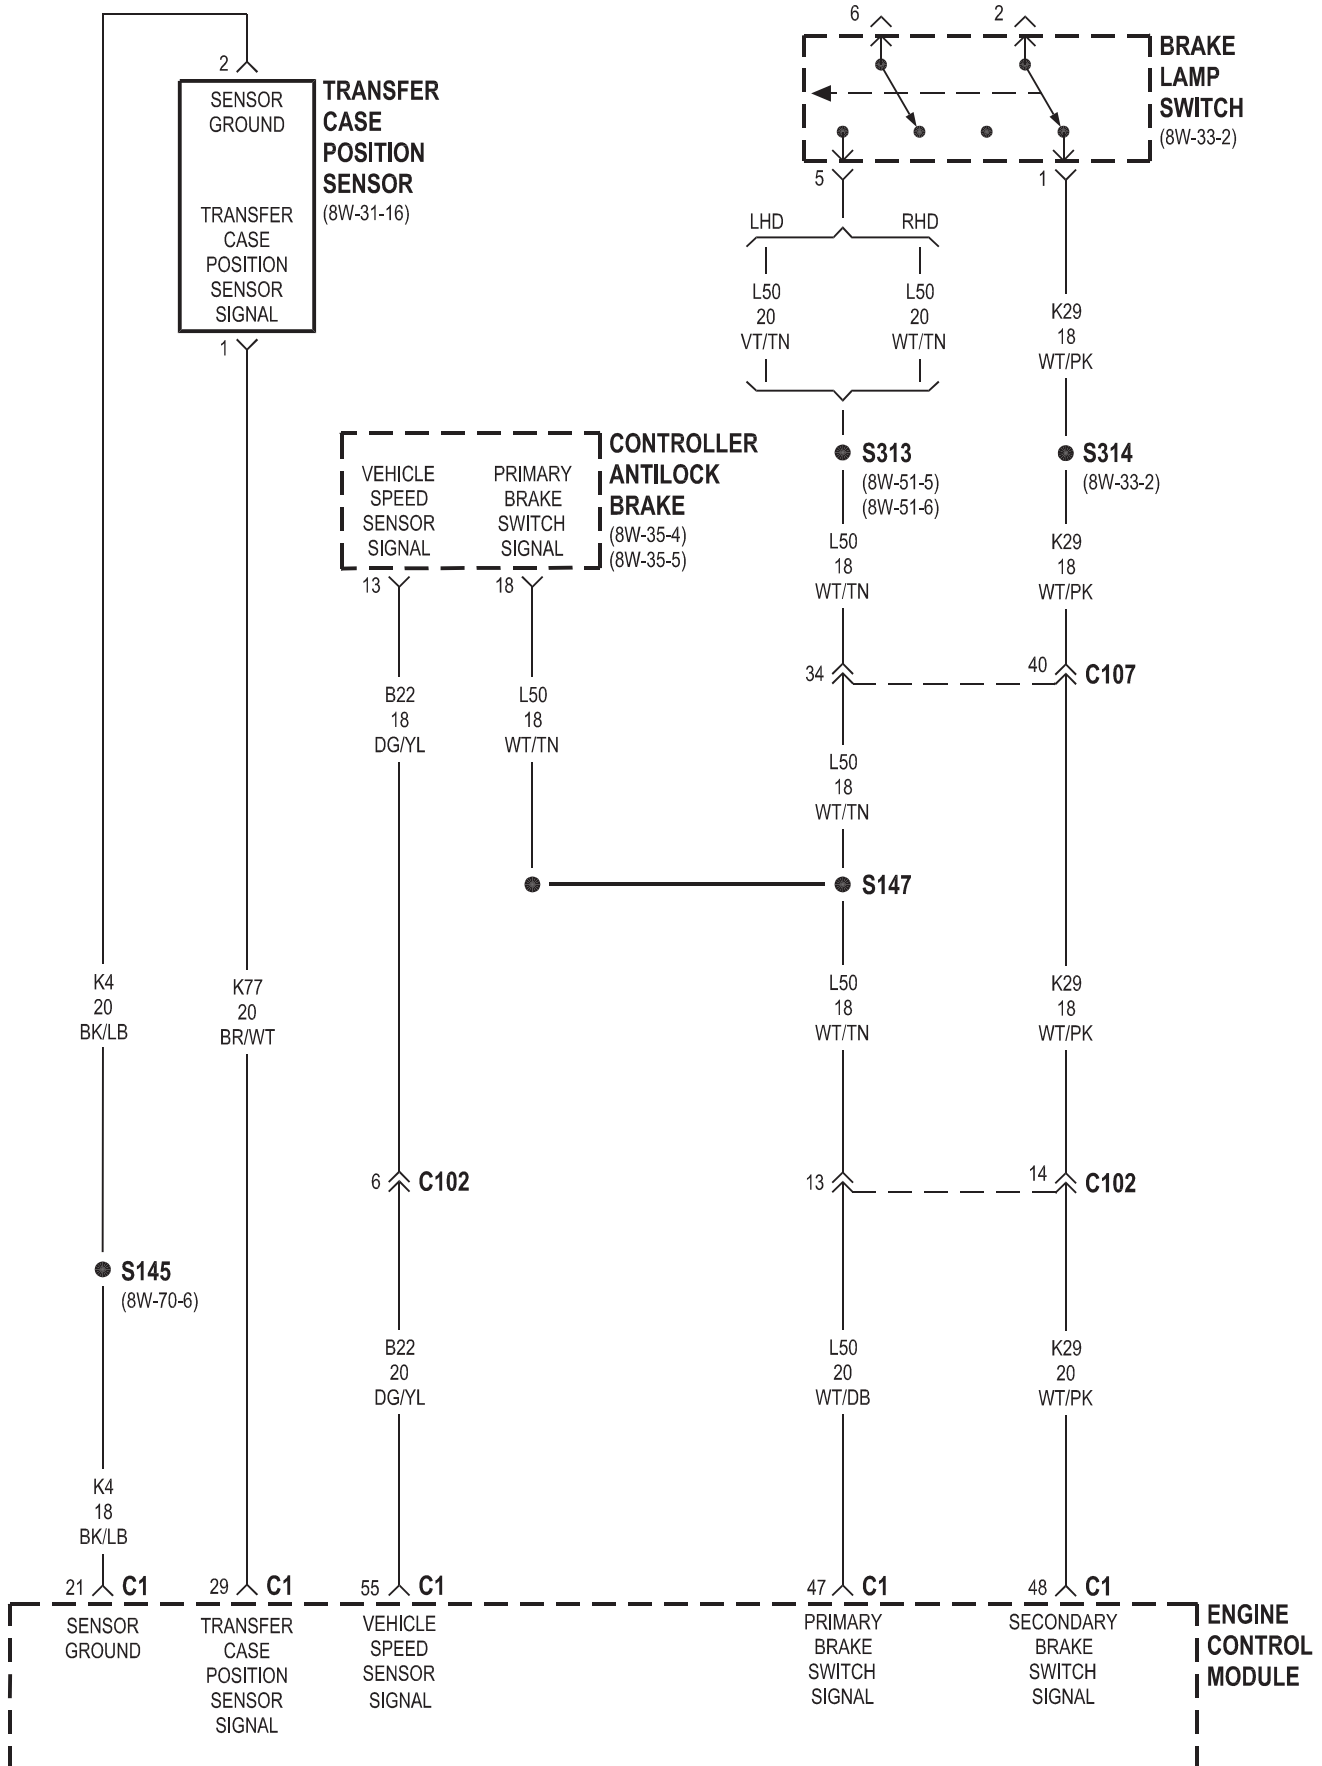 6
2
BRAKE
LAMP
SWITCH
(8W-33-2)
5
1
2
SENSOR
GROUND
TRANSFER
CASE
POSITION
SENSOR
SIGNAL
TRANSFER
CASE
POSITION
SENSOR
(8W-31-16)
1
LHD
RHD
L50
20
VT/TN
L50
20
WT/TN
K29
18
WT/PK
VEHICLE
SPEED
SENSOR
SIGNAL
PRIMARY
BRAKE
SWITCH
SIGNAL
CONTROLLER
ANTILOCK
BRAKE
(8W-35-4)
(8W-35-5)
13
18
S313
(8W-51-5)
(8W-51-6)
S314
(8W-33-2)
L50
18
WT/TN
K29
18
WT/PK
34
40
C107
B22
18
DG/YL
L50
18
WT/TN
L50
18
WT/TN
S147
K4
20
BK/LB
K77
20
BR/WT
L50
18
WT/TN
K29
18
WT/PK
6
C102
13
14
C102
S145
(8W-70-6)
B22
20
DG/YL
L50
20
WT/DB
K29
20
WT/PK
K4
18
BK/LB
21
C1
29
C1
55
C1
47
C1
48
C1
SENSOR
GROUND
TRANSFER
CASE
POSITION
SENSOR
SIGNAL
VEHICLE
SPEED
SENSOR
SIGNAL
PRIMARY
BRAKE
SWITCH
SIGNAL
SECONDARY
BRAKE
SWITCH
SIGNAL
ENGINE
CONTROL
MODULE